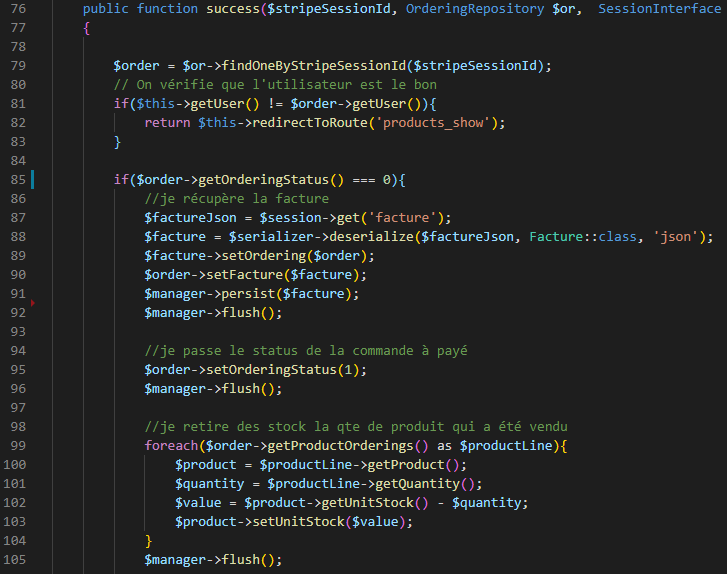 76 public function success($stripeSessionId, OrderingRepository $or,  SessionInterface
77 {
78
79 $order = $or->findOneByStripeSessionId($stripeSessionId);
80 // On vérifie que l'utilisateur est le bon
81 if($this->getUser() != $order->getUser()){
82 return $this->redirectToRoute('products_show');
83 }
84
85 if($order->getOrderingStatus() === 0){
86 //je récupère la facture
87 $factureJson = $session->get('facture');
88 $facture = $serializer->deserialize($factureJson, Facture::class, 'json');
89 $facture->setOrdering($order);
90 $order->setFacture($facture);
91 $manager->persist($facture);
92 $manager->flush();
93
94 //je passe le status de la commande à payé
95 $order->setOrderingStatus(1);
96 $manager->flush();
97
98 //je retire des stock la qte de produit qui a été vendu
99 foreach($order->getProductOrderings() as $productLine){
100 $product = $productLine->getProduct();
101 $quantity = $productLine->getQuantity();
102 $value = $product->getUnitStock() - $quantity;
103 $product->setUnitStock($value);
104 }
105 $manager->flush();